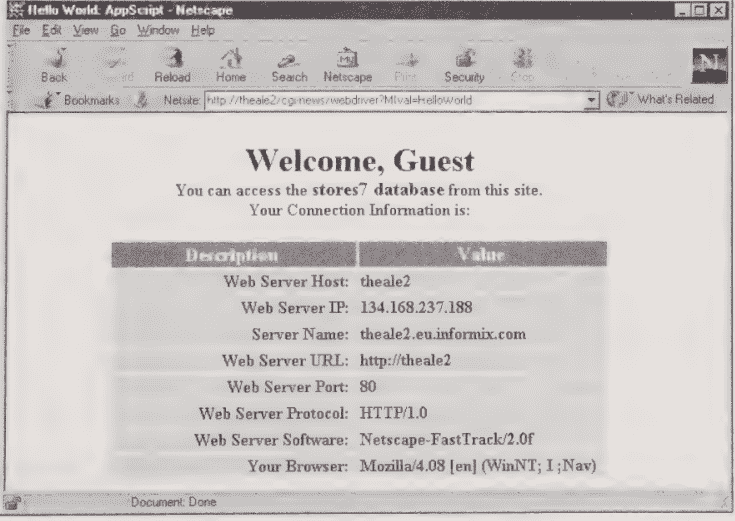 Hello World: AppScript - Netscape
File Edit View Go Window Help
Back Reload Home Search Netscape Print Security Stop
Bookmarks Netsite: http://theale2/cgi-news/webdriver?MIval=HelloWorld What's Related
Welcome, Guest
You can access the stores7 database from this site.
Your Connection Information is:
Description Value
Web Server Host: theale2
Web Server IP: 134.168.237.188
Server Name: theale2.eu.informix.com
Web Server URL: http://theale2
Web Server Port: 80
Web Server Protocol: HTTP/1.0
Web Server Software: Netscape-FastTrack/2.0f
Your Browser: Mozilla/4.08 [en] (WinNT; I ;Nav)
Document: Done